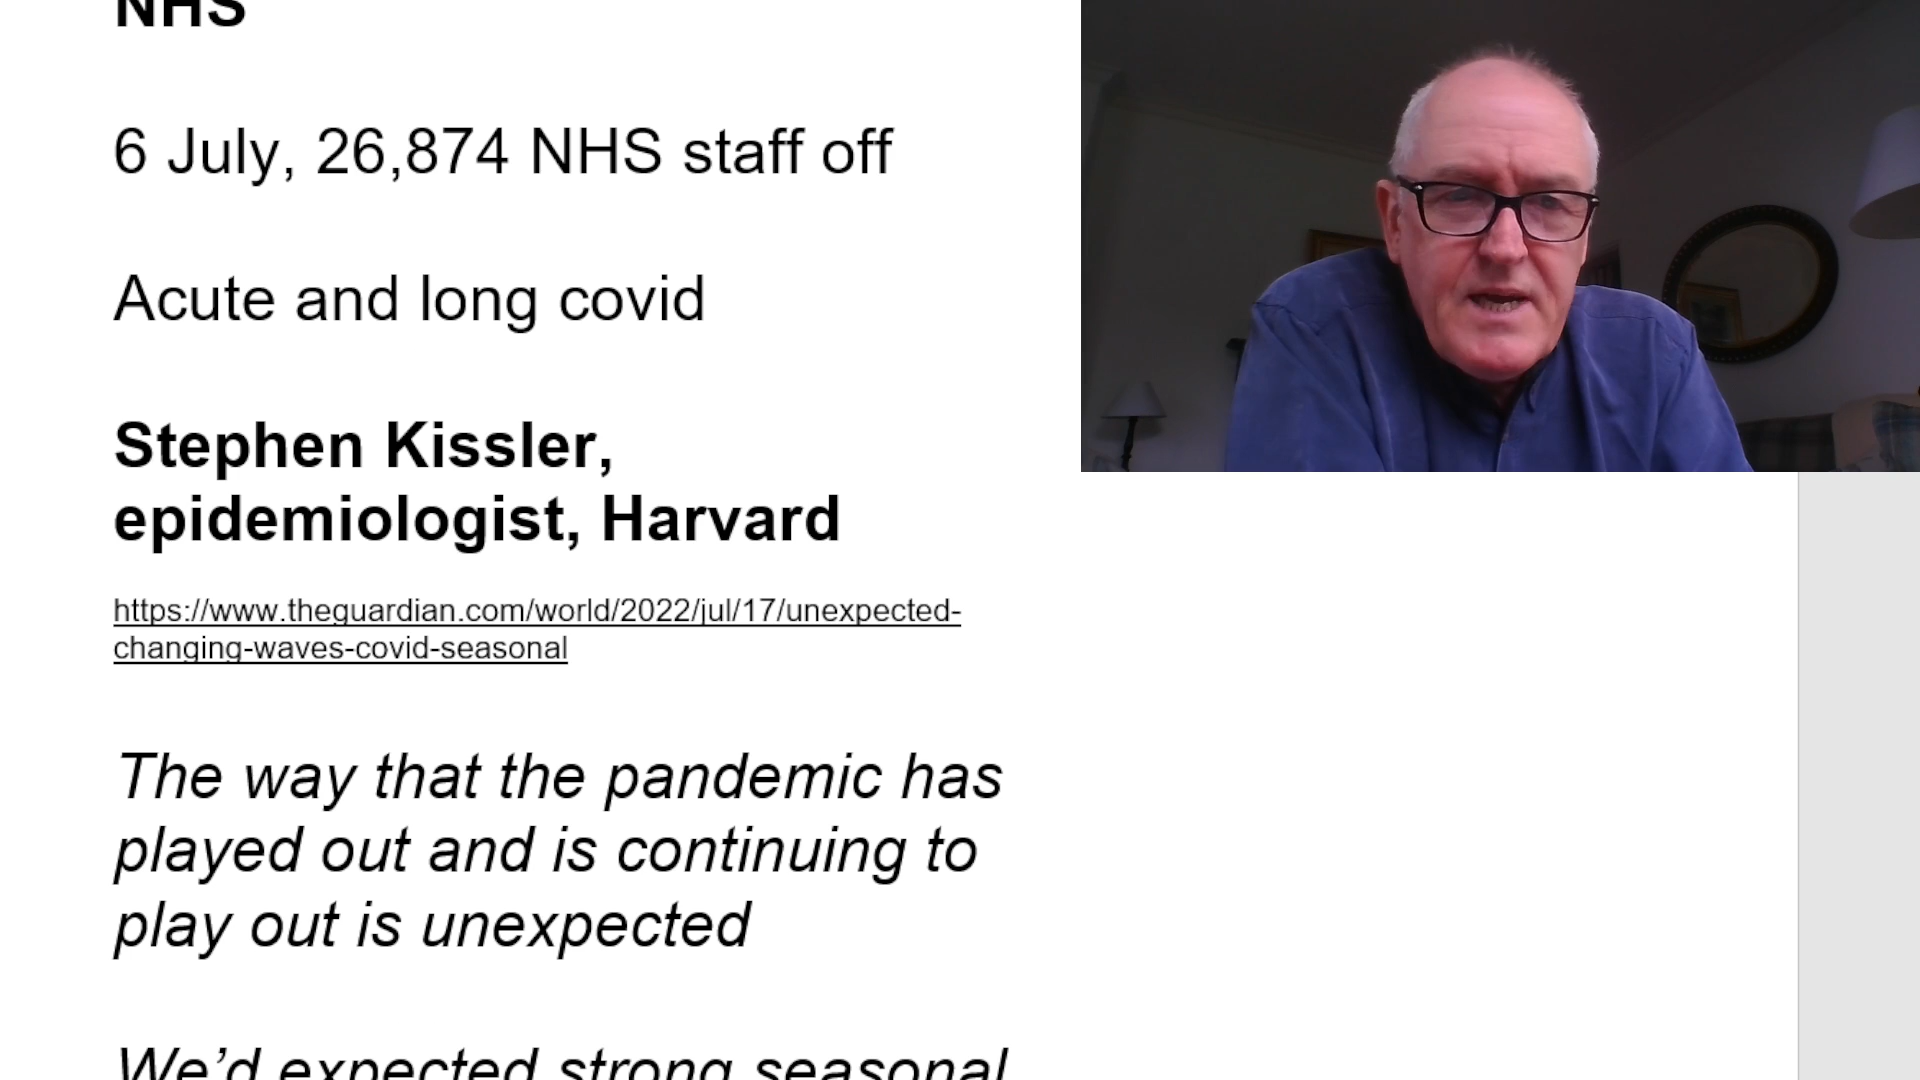 NHS
6 July, 26,874 NHS staff off
Acute and long covid
Stephen Kissler,
epidemiologist, Harvard
https://www.theguardian.com/world/2022/jul/17/unexpected-
changing-waves-covid-seasonal
The way that the pandemic has
played out and is continuing to
play out is unexpected
We’d expected strong seasonal